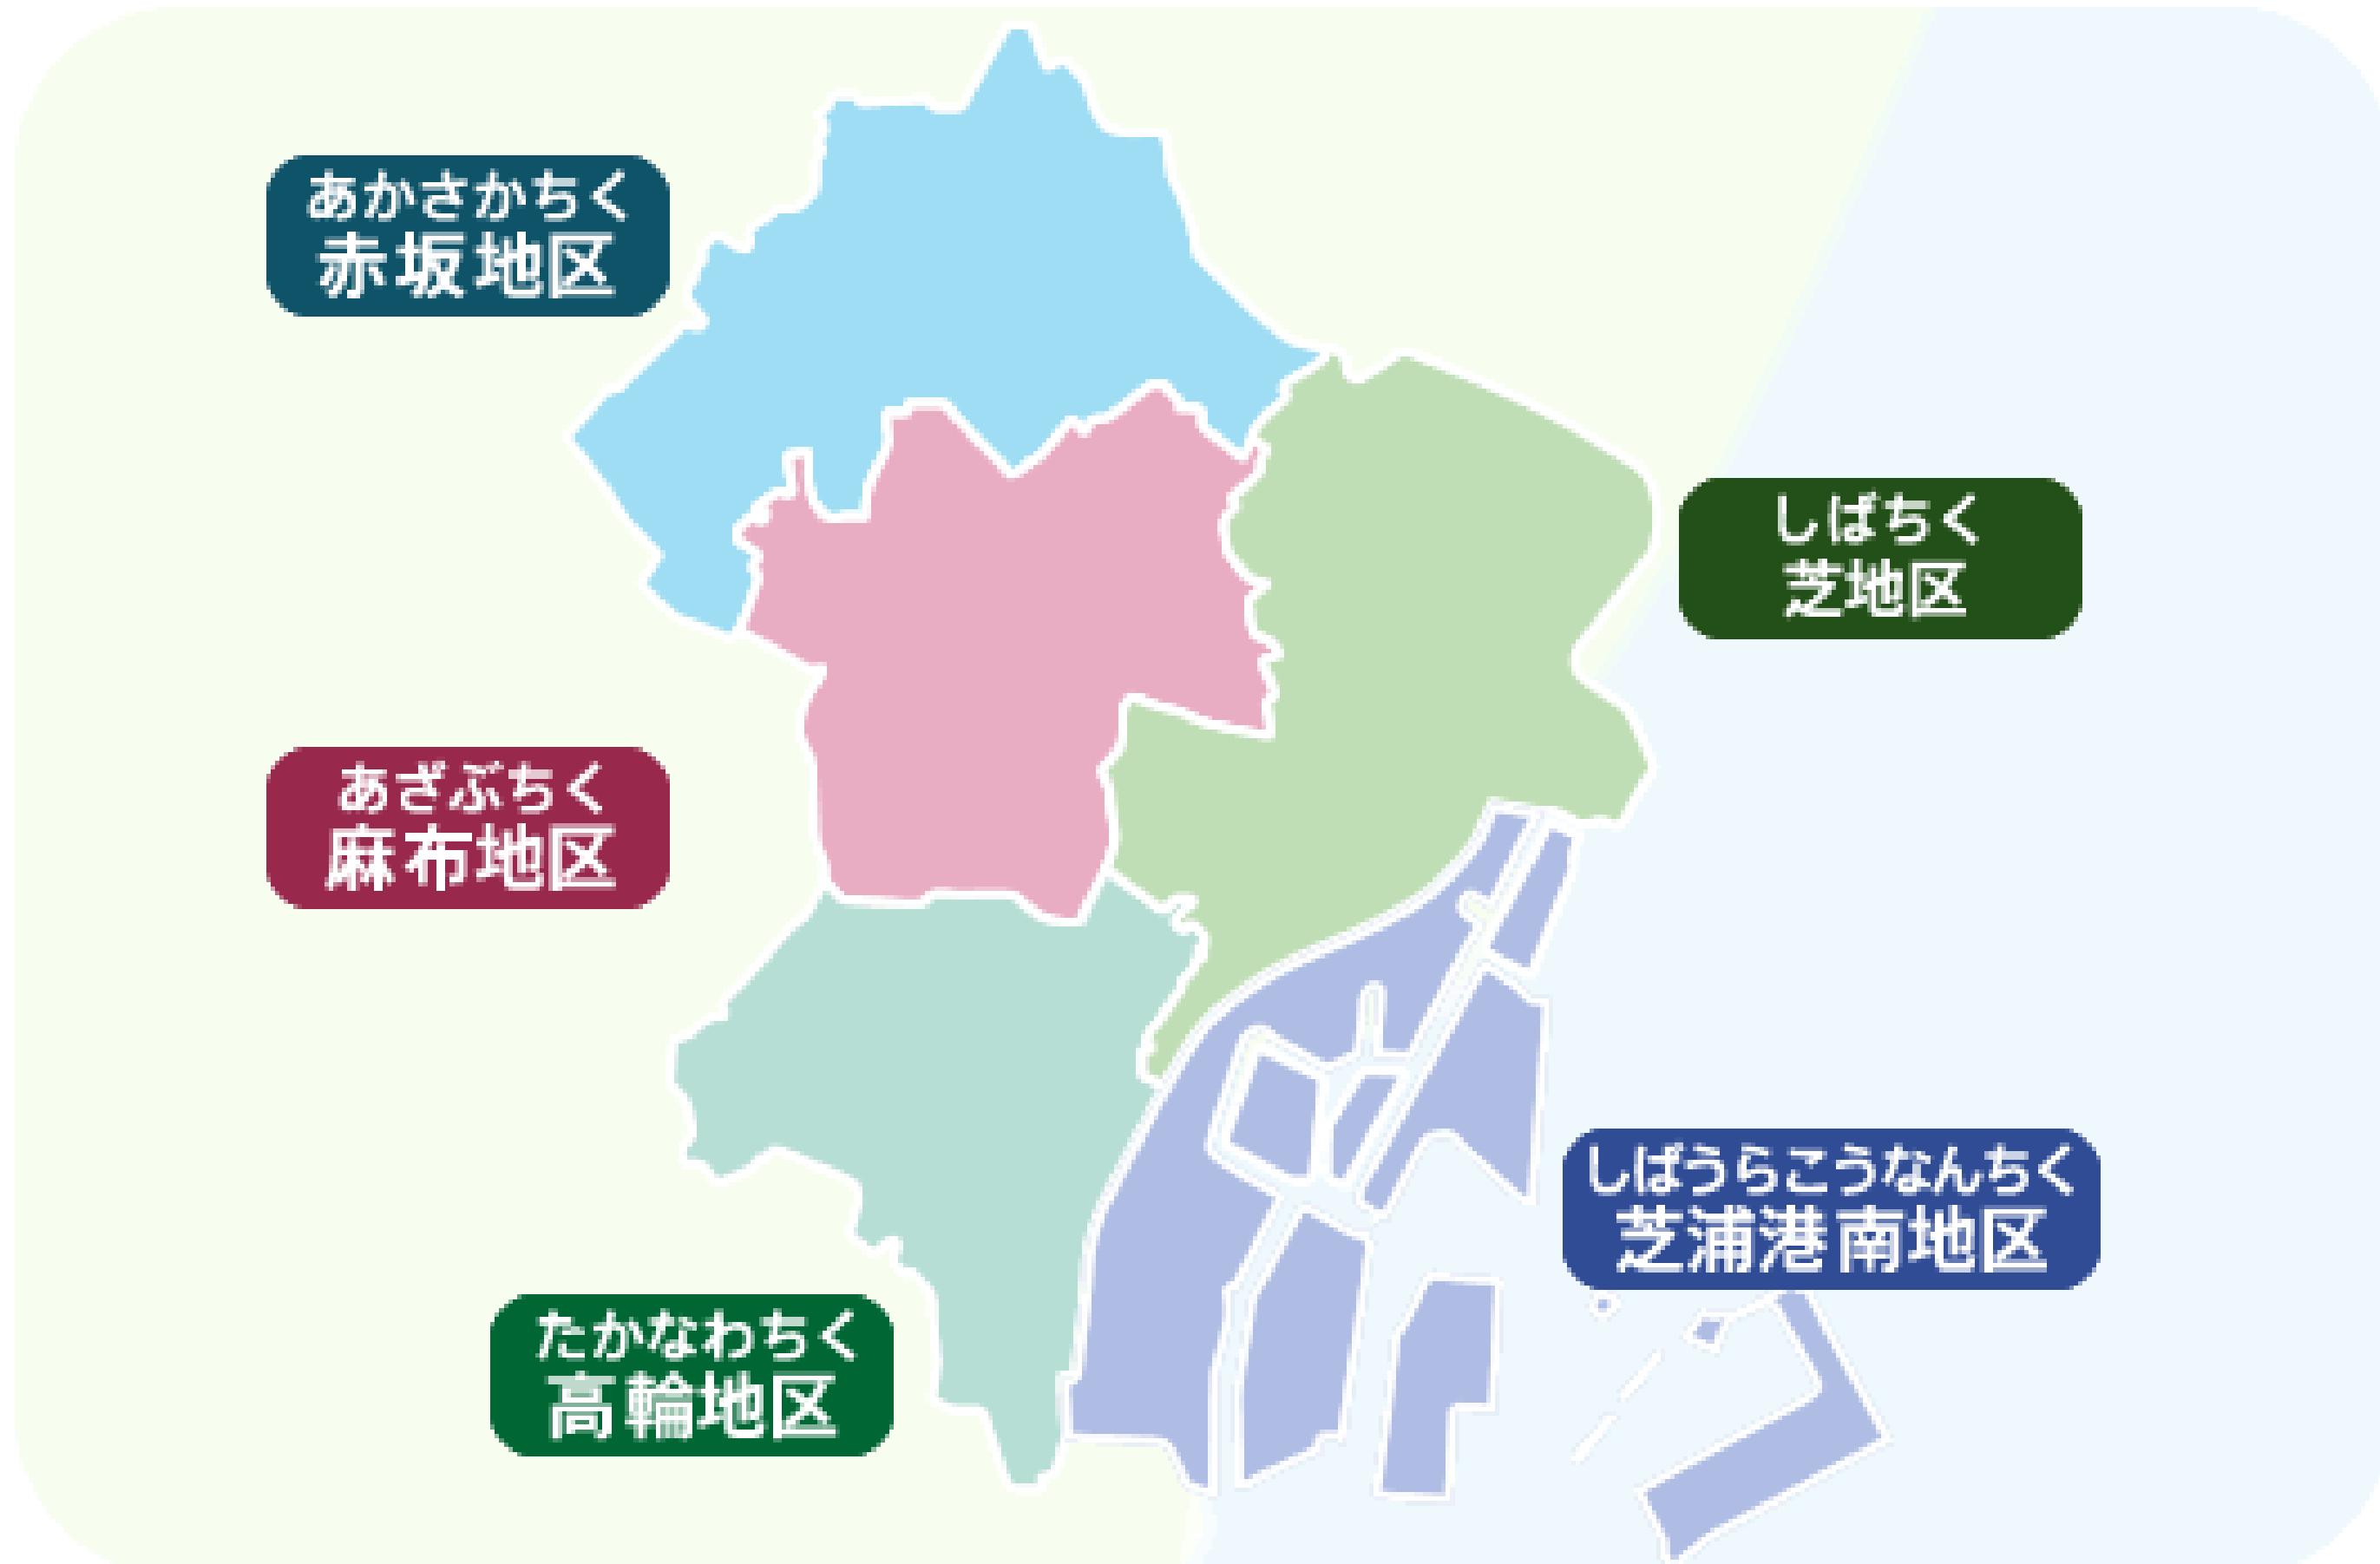 あかさかちく
赤坂地区
しばちく
芝地区
あざぶちく
麻布地区
しばうらこうなんちく
芝浦港南地区
たかなわちく
高輪地区